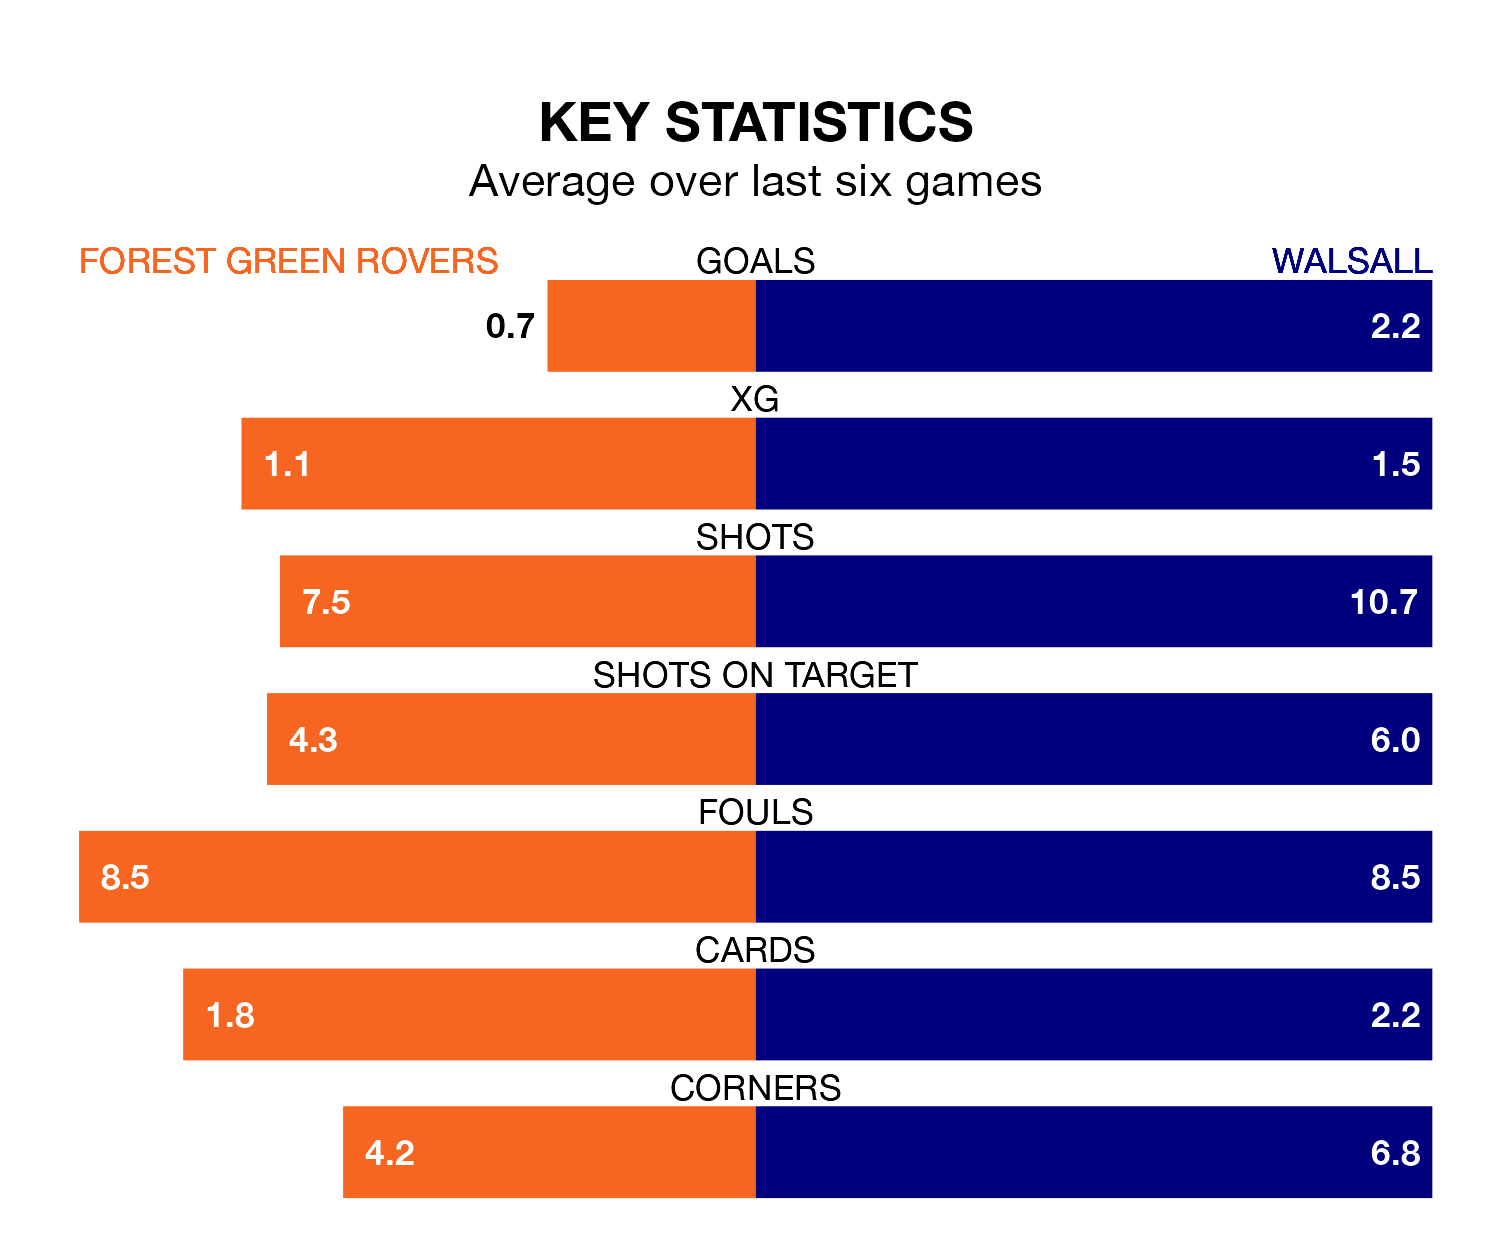 KEY STATISTICS
Average over last six games
FOREST GREEN ROVERS GOALS WALSALL
0.7 2.2
XG
1.1 1.5
SHOTS
7.5 10.7
SHOTS ON TARGET
4.3 6.0
FOULS
8.5 8.5
CARDS
1.8 2.2
CORNERS
4.2 6.8